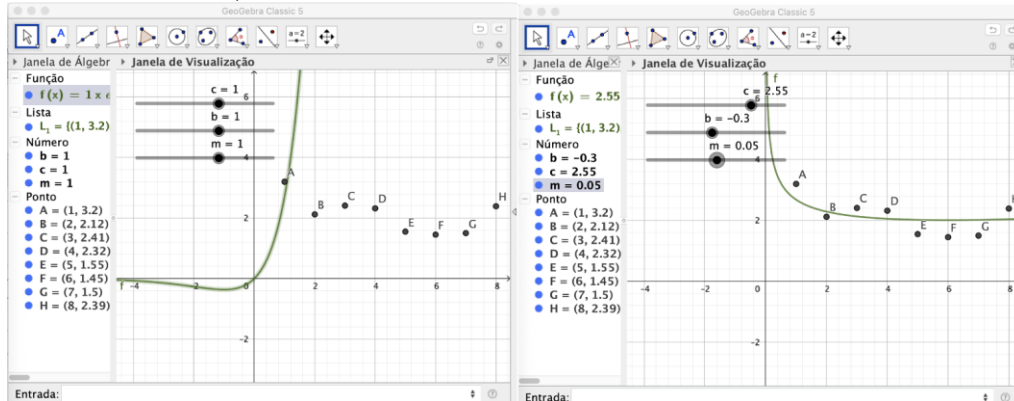 GeoGebra Classic 5
a=2
Janela de Álgebr
Janela de Visualização
Função
f(x) = 1 x e
Lista
L₁ = {(1, 3.2)
Número
b = 1
c = 1
m = 1
Ponto
A = (1, 3.2)
B = (2, 2.12)
C = (3, 2.41)
D = (4, 2.32)
E = (5, 1.55)
F = (6, 1.45)
G = (7, 1.5)
H = (8, 2.39)
c = 1
6
b = 1
m = 1
4
A
B
C
D
E
F
G
H
2
f
-4
-2
0
2
4
6
8
-2
Entrada:
GeoGebra Classic 5
a=2
Janela de Álge
Janela de Visualização
Função
f(x) = 2.55
Lista
L₁ = {(1, 3.2)
Número
b = -0.3
c = 2.55
m = 0.05
Ponto
A = (1, 3.2)
B = (2, 2.12)
C = (3, 2.41)
D = (4, 2.32)
E = (5, 1.55)
F = (6, 1.45)
G = (7, 1.5)
H = (8, 2.39)
f
c = 2.55
6
b = -0.3
m = 0.05
4
A
B
C
D
E
F
G
2
-4
-2
0
2
4
6
8
-2
Entrada: